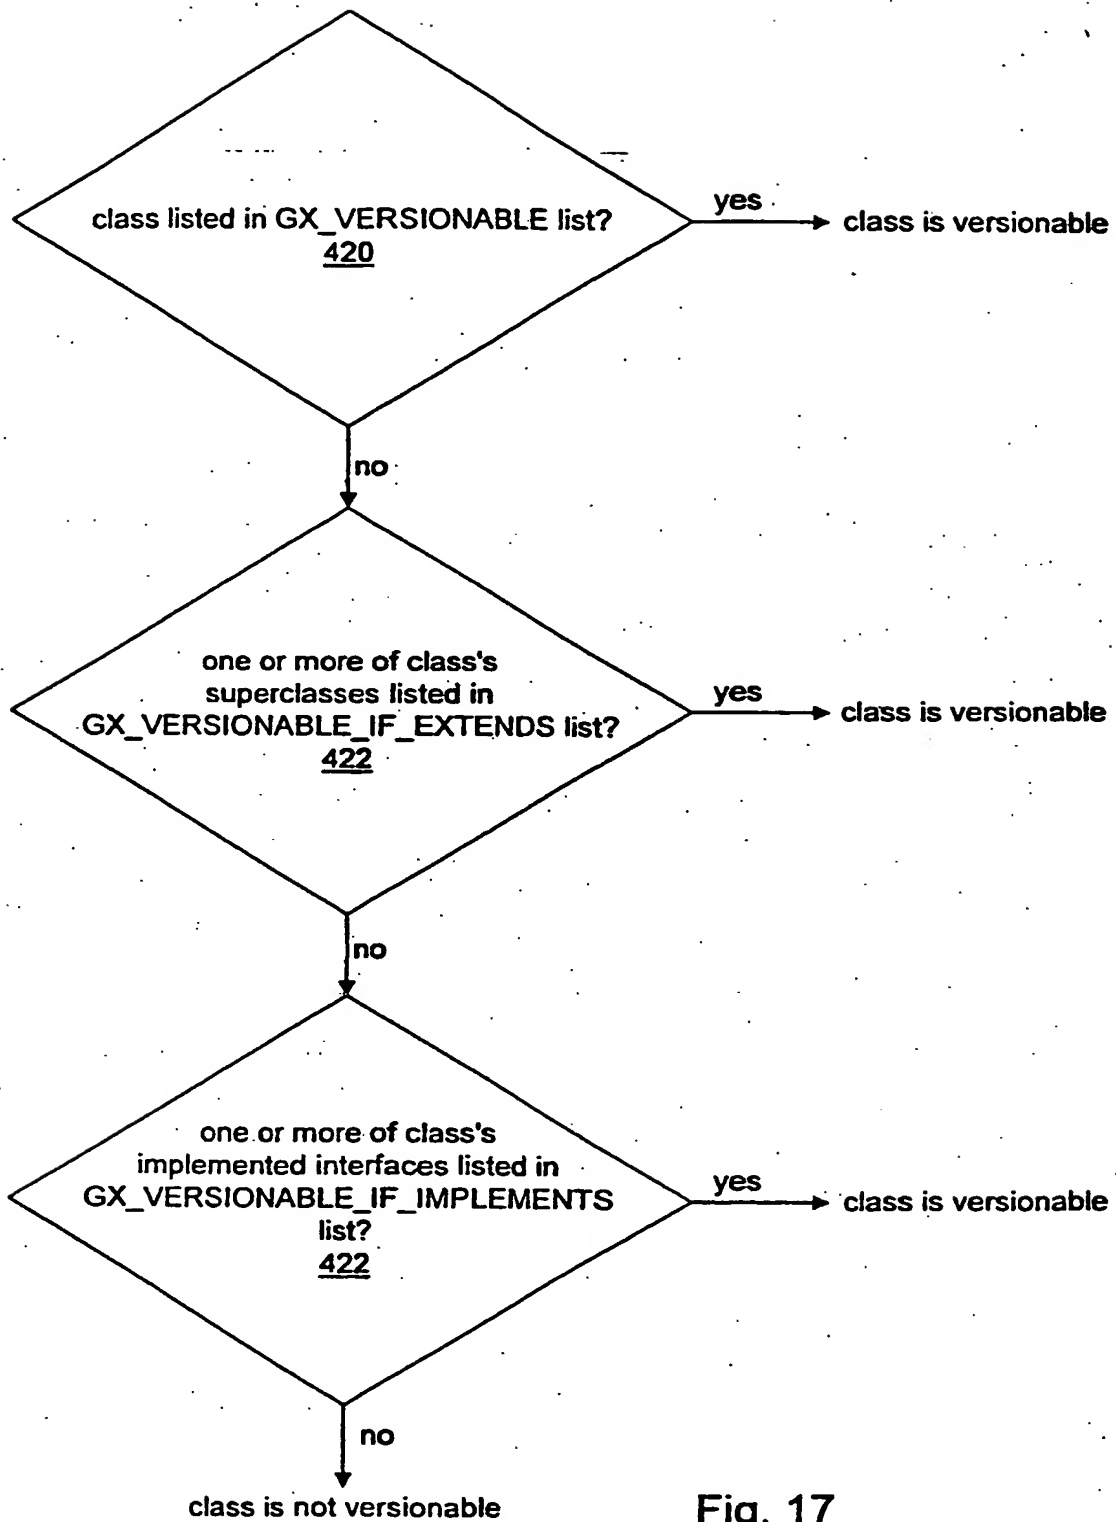 class listed in GX_VERSIONABLE list?
420
yes
class is versionable
no
one or more of class's
superclasses listed in
GX_VERSIONABLE_IF_EXTENDS list?
422
yes
class is versionable
no
one or more of class's
implemented interfaces listed in
GX_VERSIONABLE_IF_IMPLEMENTS
list?
422
yes
class is versionable
no
class is not versionable
Fig. 17